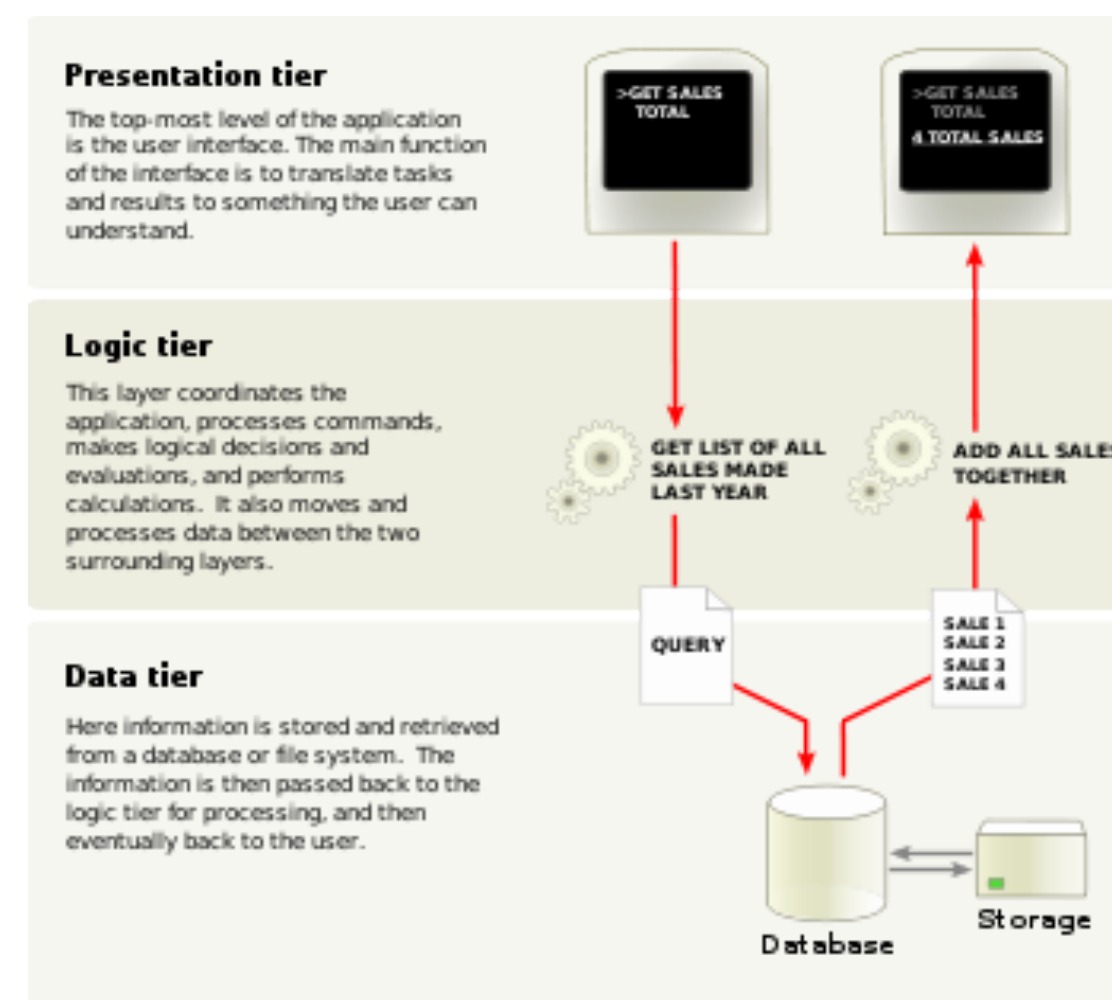 Presentation tier
The top-most level of the application
is the user interface. The main function
of the interface is to translate tasks
and results to something the user can
understand.
>GET SALES
TOTAL
>GET SALES
TOTAL
4 TOTAL SALES
Logic tier
This layer coordinates the
application, processes commands,
makes logical decisions and
evaluations, and performs
calculations. It also moves and
processes data between the two
surrounding layers.
GET LIST OF ALL
SALES MADE
LAST YEAR
ADD ALL SALES
TOGETHER
QUERY
SALE 1
SALE 2
SALE 3
SALE 4
Data tier
Here information is stored and retrieved
from a database or file system. The
information is then passed back to the
logic tier for processing, and then
eventually back to the user.
Database
Storage